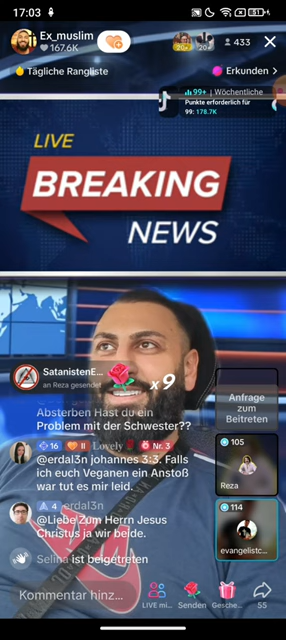 17:03
51%
Ex_muslim
167.6K
20+
20+
433
Tägliche Rangliste
Erkunden
99+ | Wöchentliche
Punkte erforderlich für
99: 178.7K
LIVE
BREAKING
NEWS
SatanistenE...
an Reza gesendet
x9
Absterben Hast du ein
Problem mit der Schwester??
16 II Lovely Nr. 3
@erdal3n johannes 3:3. Falls
ich euch Veganen ein Anstoß
war tut es mir leid.
4 erdal3n
@Liebe Zum Herrn Jesus
Christus ja wir beide.
Selina ist beigetreten
Anfrage
zum
Beitreten
105
Reza
114
evangelistc...
Kommentar hinz...
LIVE mi...
Senden
Gesche...
55